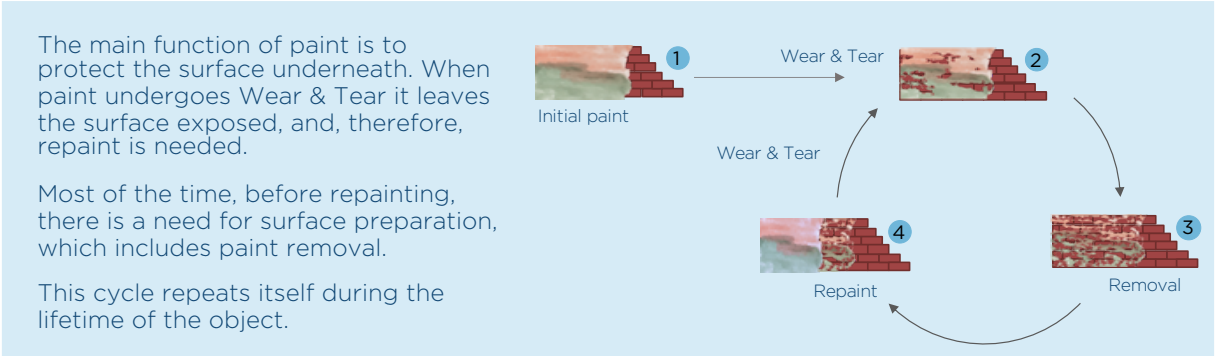 The main function of paint is to
protect the surface underneath. When
paint undergoes Wear & Tear it leaves
the surface exposed, and, therefore,
repaint is needed.
Most of the time, before repainting,
there is a need for surface preparation,
which includes paint removal.
This cycle repeats itself during the
lifetime of the object.
1
Initial paint
Wear & Tear
2
Wear & Tear
3
Removal
4
Repaint